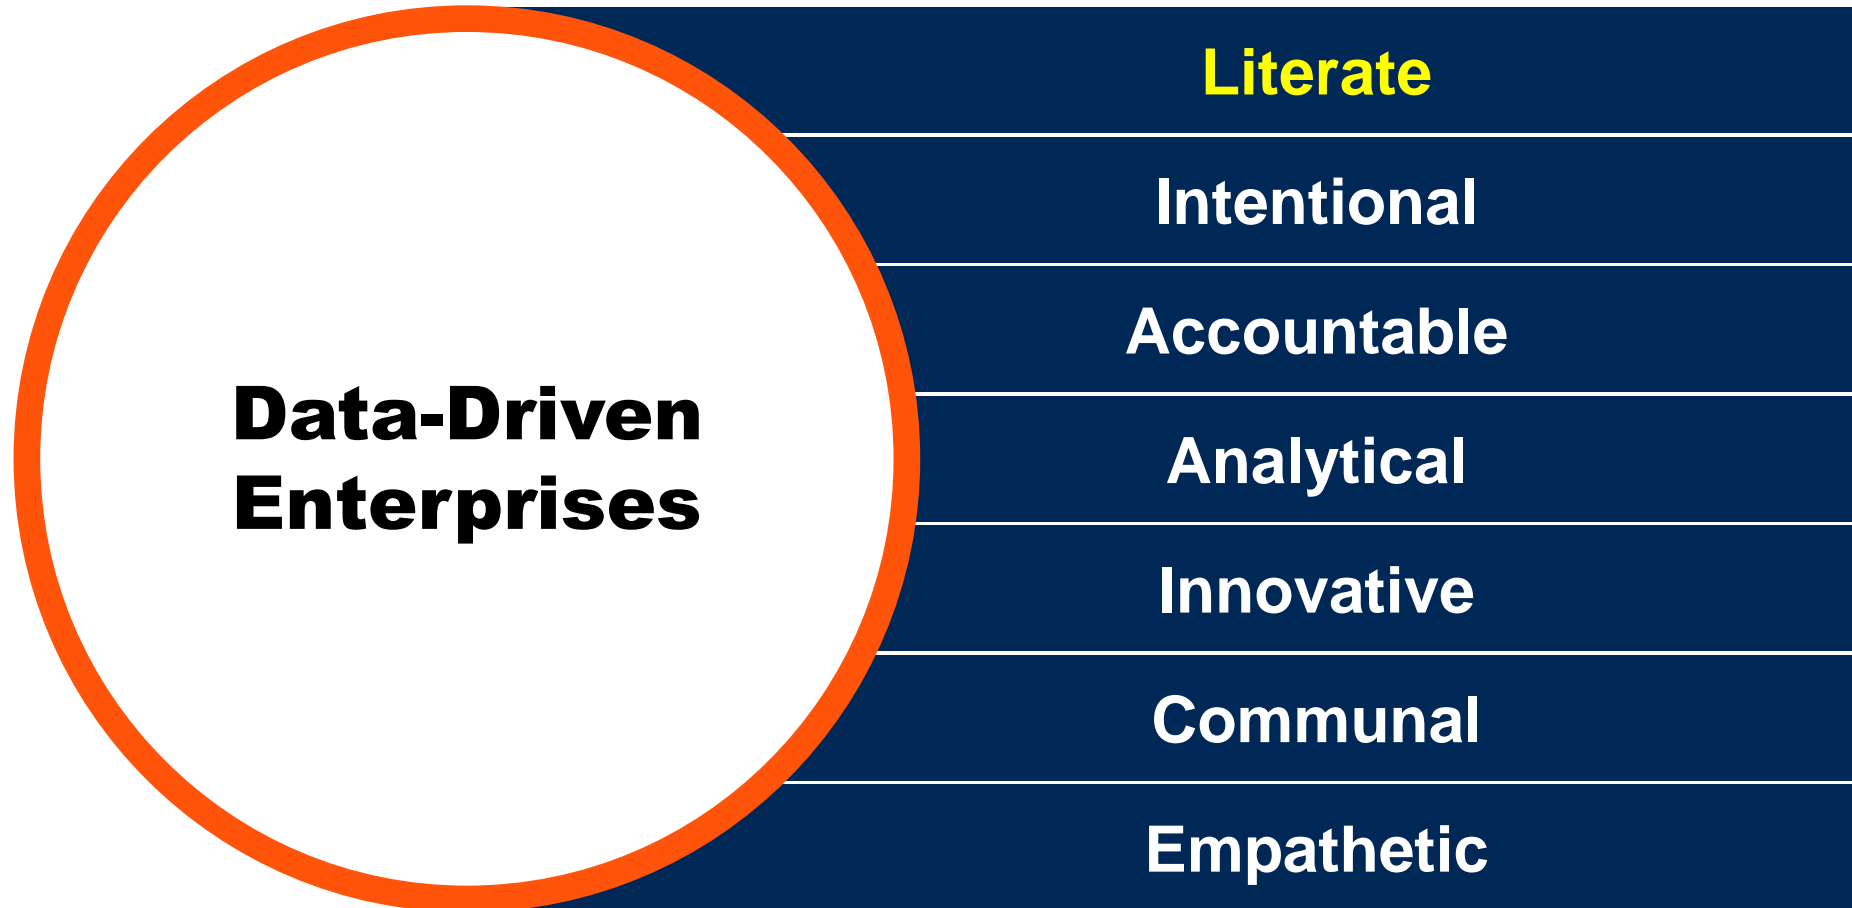 Data-Driven
Enterprises
Literate
Intentional
Accountable
Analytical
Innovative
Communal
Empathetic